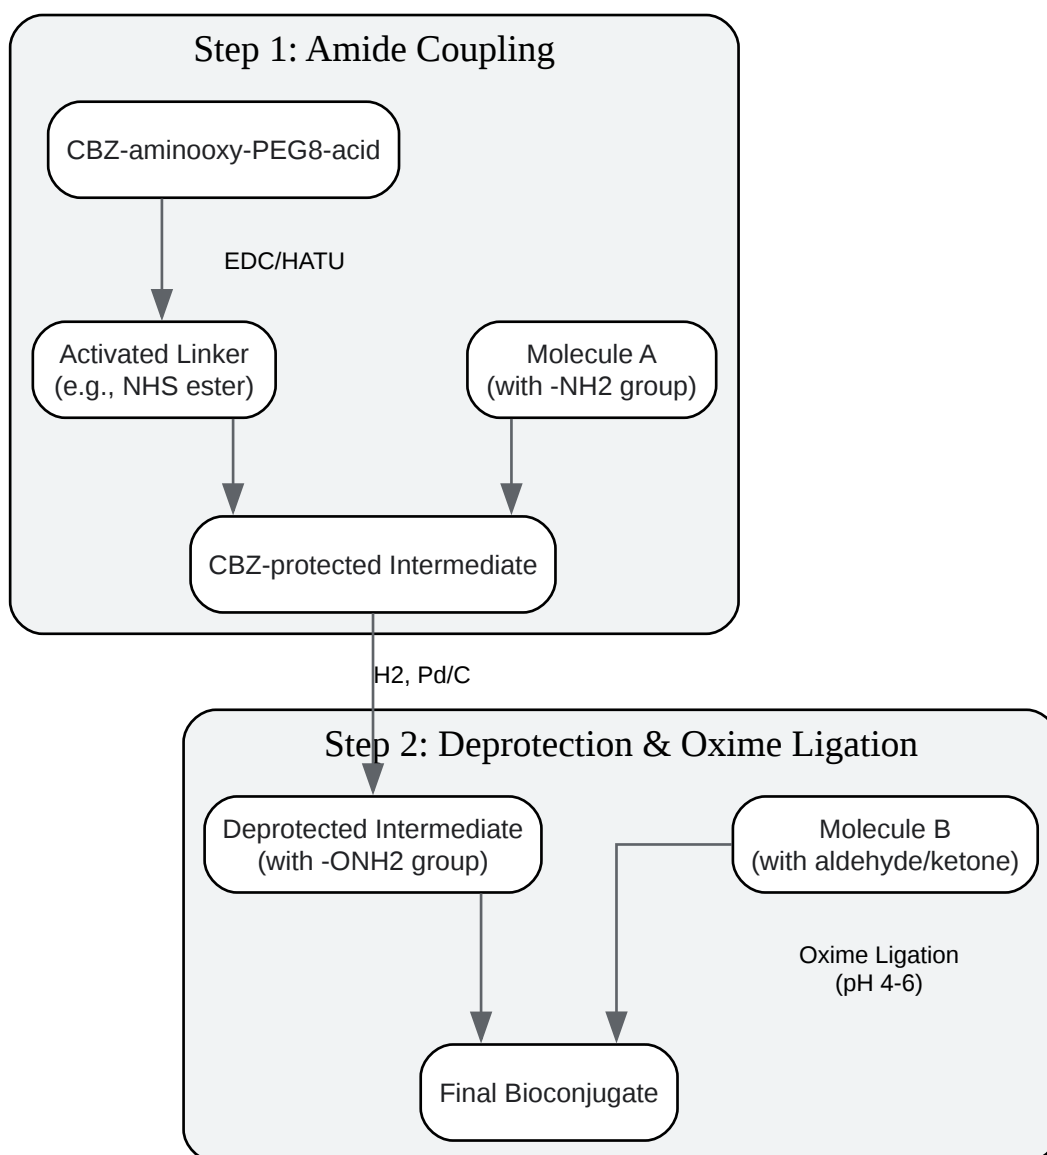 Step 1: Amide Coupling
CBZ-aminooxy-PEG8-acid
EDC/HATU
Activated Linker
(e.g., NHS ester)
Molecule A
(with -NH2 group)
CBZ-protected Intermediate
H2, Pd/C
Step 2: Deprotection & Oxime Ligation
Deprotected Intermediate
(with -ONH2 group)
Molecule B
(with aldehyde/ketone)
Oxime Ligation
(pH 4-6)
Final Bioconjugate